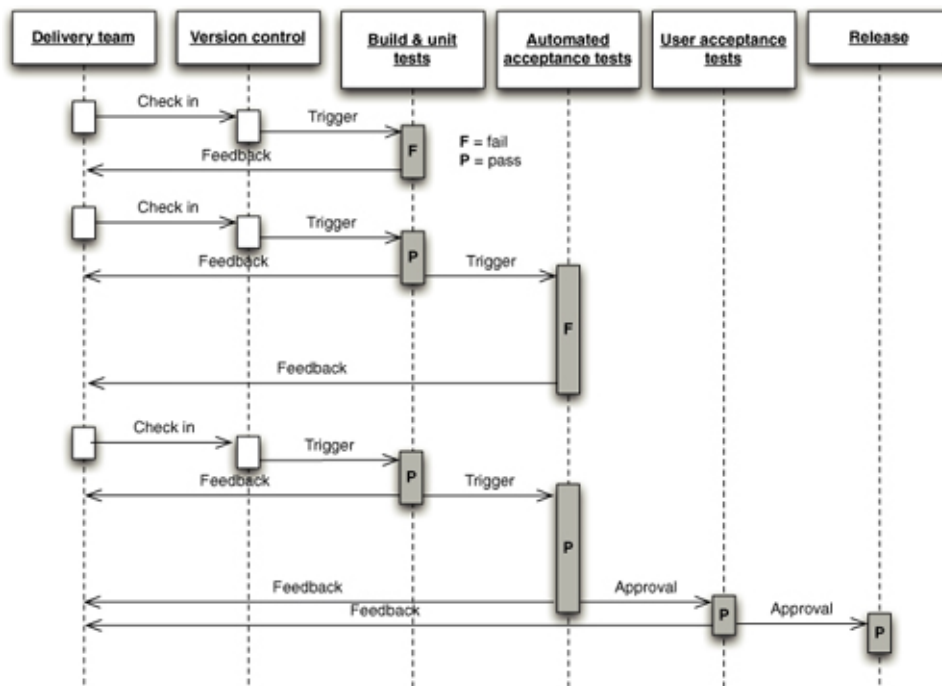 Delivery team
Version control
Build & unit
tests
Automated
acceptance tests
User acceptance
tests
Release
Check in
Trigger
F
F = fail
P = pass
Feedback
Check in
Trigger
P
Feedback
Trigger
F
Feedback
Check in
Trigger
P
Feedback
Trigger
P
Feedback
Approval
P
Feedback
Approval
P